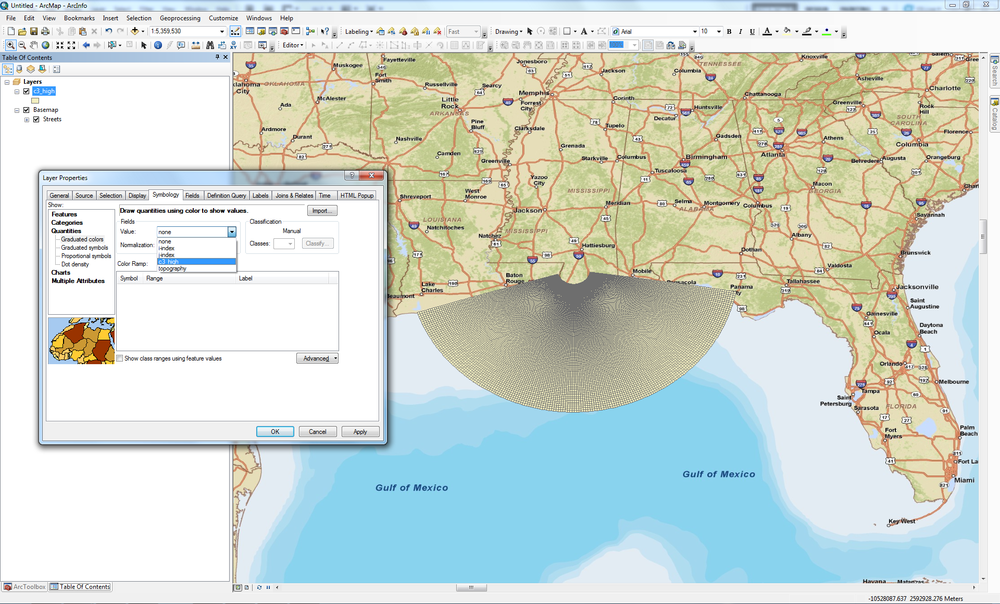 Untitled - ArcMap - ArcInfo
File Edit View Bookmarks Insert Selection Geoprocessing Customize Windows Help
1:5,359,530
Labeling
Fast
Drawing
Arial
10
B I U A
Editor
100%
Table Of Contents
Layers
c3_high
Basemap
Streets
Layer Properties
General Source Selection Display Symbology Fields Definition Query Labels Joins & Relates Time HTML Popup
Show:
Features
Categories
Quantities
Graduated colors
Graduated symbols
Proportional symbols
Dot density
Charts
Multiple Attributes
Draw quantities using color to show values.
Import...
Fields
Value: none
Normalization:
none
i-index
j-index
c3_high
topography
Color Ramp:
Classification
Manual
Classes:
Classify...
Symbol Range Label
Show class ranges using feature values
Advanced
OK Cancel Apply
ArcToolbox
Table Of Contents
Search
Catalog
Fayetteville
Muskogee
Oklahoma City
OKLAHOMA
Fort Smith
McAlester
Ada
Ardmore
Durant
Russellville
Searcy
Little Rock
ARKANSAS
Pine Bluff
Nashville
Camden
Jonesboro
Memphis
Forrest City
Clarksdale
Greenville
Grenada
Tupelo
Corinth
Jackson
Columbia
TENNESSEE
Knoxville
Salem
Asheville
Charlotte
Chattanooga
Huntsville
Decatur
Greenville
Rock Hill
SOUTH CAROLINA
Florence
Columbia
Gadsden
Athens
Starkville
Columbus
Birmingham
Atlanta
Belvedere
Augusta
Orangeburg
Tuscaloosa
Yazoo City
MISSISSIPPI
Macon
GEORGIA
Shreveport
West Monroe
Meridian
Selma
Montgomery
ALABAMA
Columbus
Savannah
Jackson
LOUISIANA
Natchitoches
MISSISSIPPI
Natchez
Hattiesburg
Albany
Dothan
Brunswick
Valdosta
Mobile
Baton Rouge
Lake Charles
Beaumont
Pensacola
Panama City
Tallahassee
Jacksonville
Saint Augustine
Gainesville
Ocala
Daytona Beach
Orlando
Melbourne
Tampa
Saint Petersburg
FLORIDA
Sarasota
Fort Myers
Palm Beach
Fort La
Miami
Key West
Gulf of Mexico
Gulf of Mexico
Havana
Matanzas
-10528087.637 2592928.276 Meters